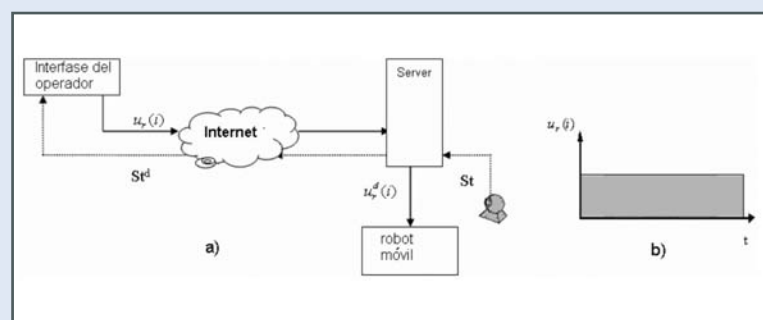 Interfase del
operador
u_r(i)
Internet
Server
St^d
St
u_r^d(i)
robot
móvil
a)
u_r(i)
t
b)